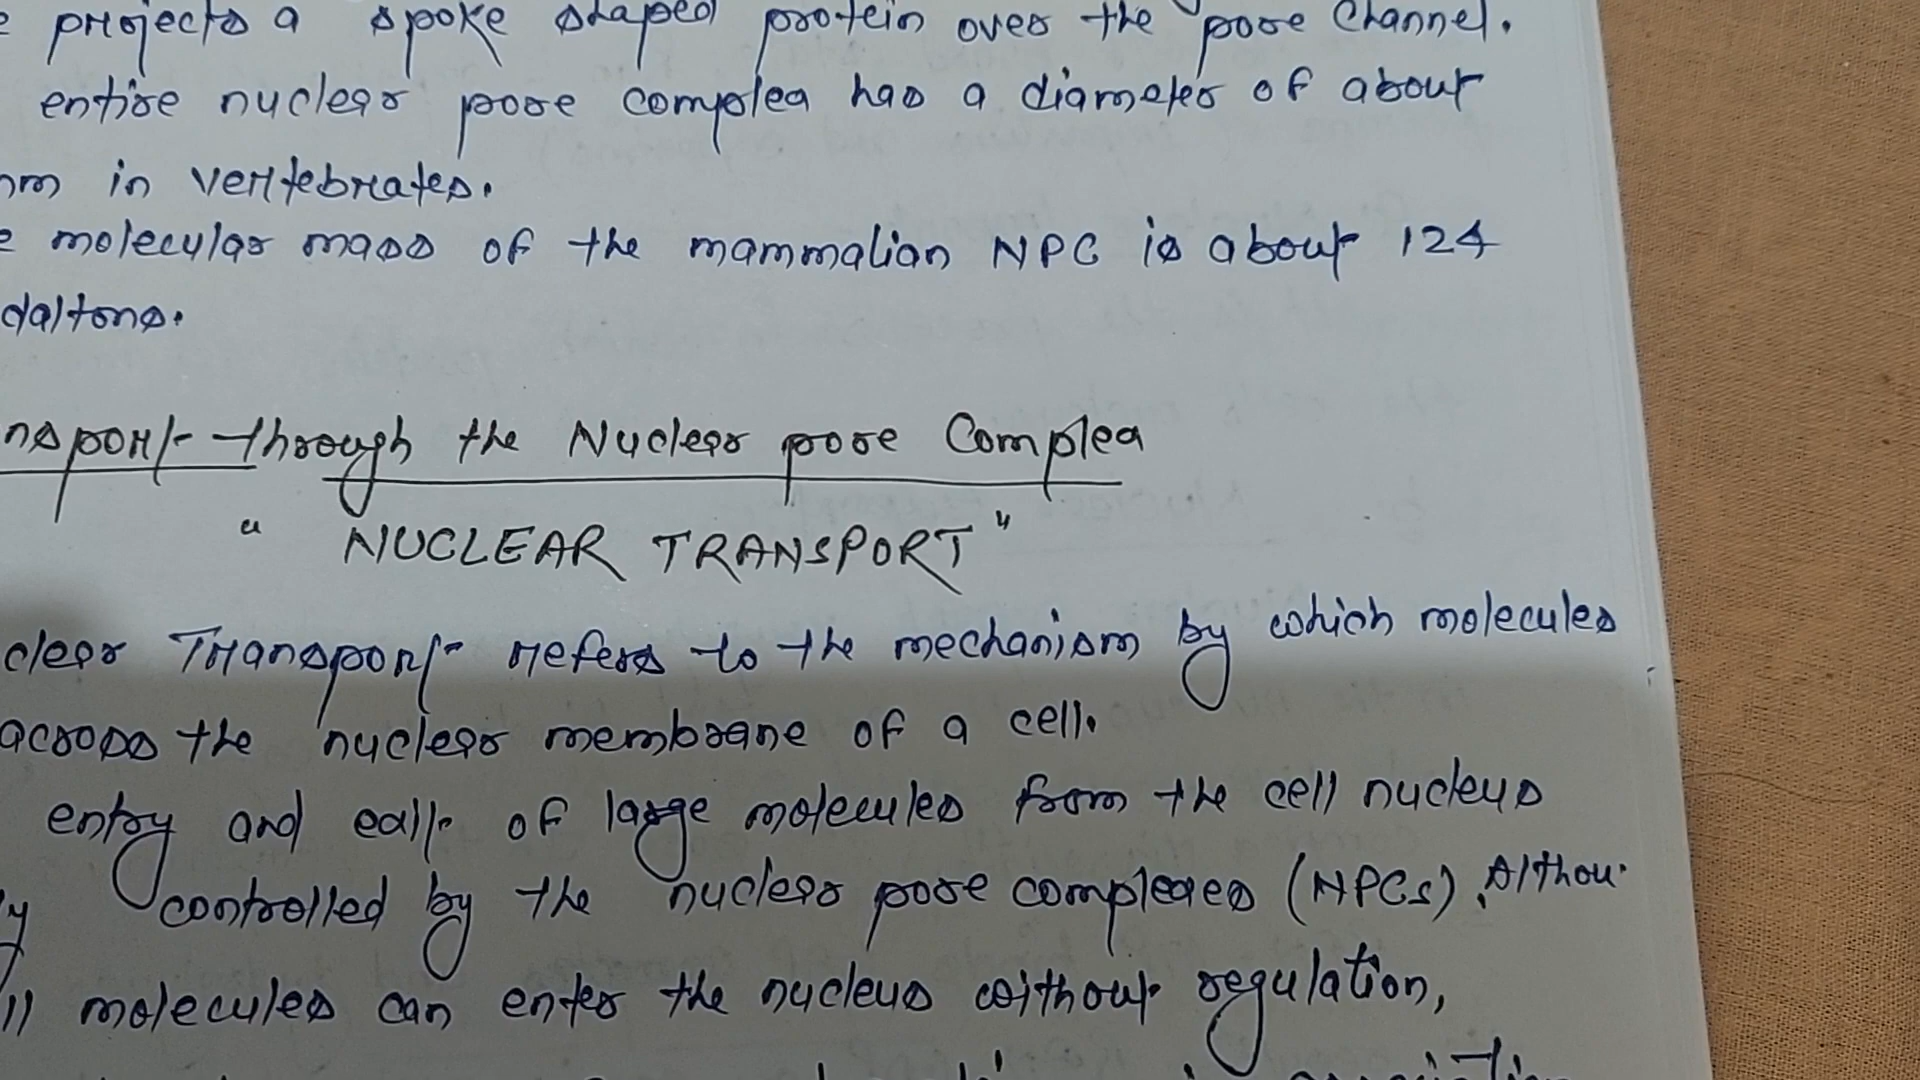 projects a spoke shaped protein over the pore Channel.
entire nuclear pore complex has a diameter of about
nm in vertebrates.
molecular mass of the mammalian NPC is about 124
daltons.
nsport through the Nuclear pore Complex
" NUCLEAR TRANSPORT "
clear Transport refers to the mechanism by which molecules
across the nuclear membrane of a cell.
entry and exit of large molecules from the cell nucleus
y controlled by the nuclear pore complexes (NPCs). Althou
ll molecules can enter the nucleus without regulation,